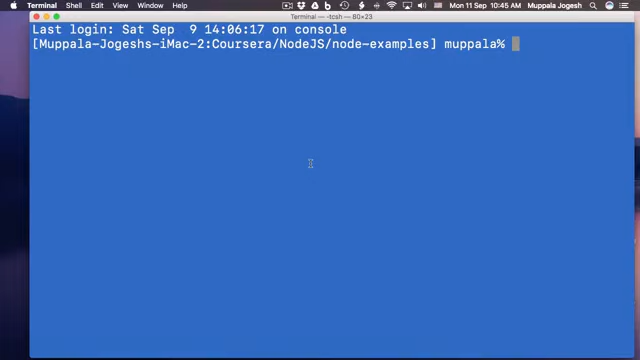 Terminal Shell Edit View Window Help Mon 11 Sep 10:45 AM Muppala Jogesh
Terminal — -tcsh — 80×23
Last login: Sat Sep  9 14:06:17 on console
[Muppala-Jogeshs-iMac-2:Coursera/NodeJS/node-examples] muppala%